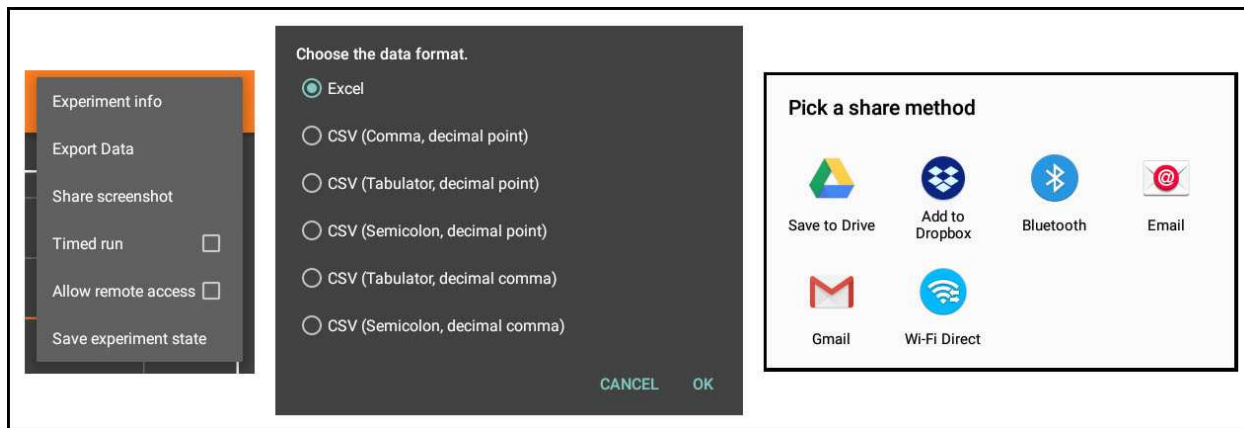 Experiment info
Export Data
Share screenshot
Timed run
Allow remote access
Save experiment state
Choose the data format.
Excel
CSV (Comma, decimal point)
CSV (Tabulator, decimal point)
CSV (Semicolon, decimal point)
CSV (Tabulator, decimal comma)
CSV (Semicolon, decimal comma)
CANCEL OK
Pick a share method
Save to Drive
Add to
Dropbox
Bluetooth
Email
Gmail
Wi-Fi Direct